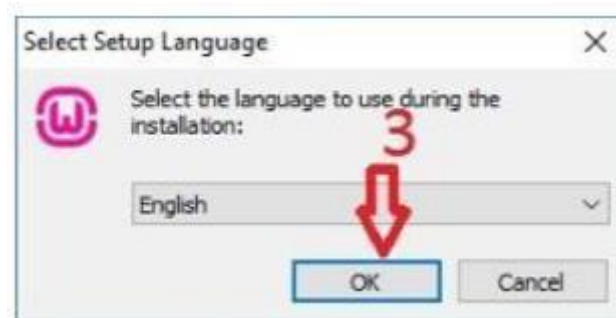 Select Setup Language
Select the language to use during the
installation:
3
English
OK
Cancel